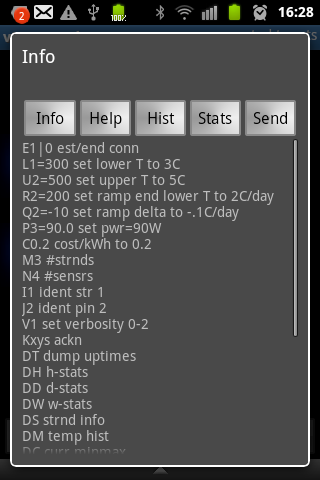 2
100%
16:28
Info
Info Help Hist Stats Send
E1|0 est/end conn
L1=300 set lower T to 3C
U2=500 set upper T to 5C
R2=200 set ramp end lower T to 2C/day
Q2=-10 set ramp delta to -.1C/day
P3=90.0 set pwr=90W
C0.2 cost/kWh to 0.2
M3 #strnds
N4 #sensrs
I1 ident str 1
J2 ident pin 2
V1 set verbosity 0-2
Kxys ackn
DT dump uptimes
DH h-stats
DD d-stats
DW w-stats
DS strnd info
DM temp hist
DC curr minmax